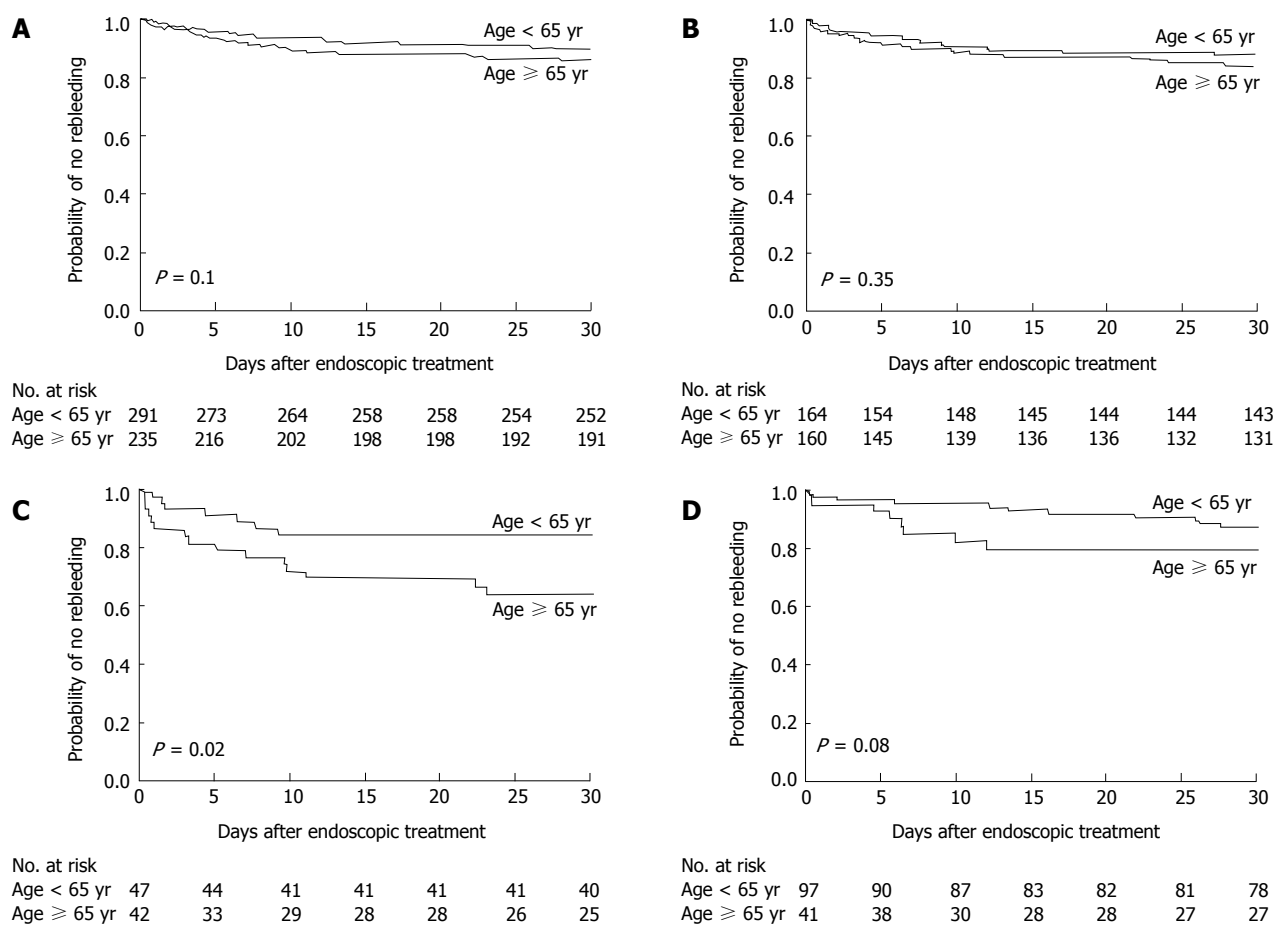 A
1.0
0.8
0.6
0.4
0.2
0.0
Probability of no rebleeding
Age < 65 yr
Age ⩾ 65 yr
P = 0.1
0 5 10 15 20 25 30
Days after endoscopic treatment
No. at risk
Age < 65 yr 291 273 264 258 258 254 252
Age ⩾ 65 yr 235 216 202 198 198 192 191
B
1.0
0.8
0.6
0.4
0.2
0.0
Probability of no rebleeding
Age < 65 yr
Age ⩾ 65 yr
P = 0.35
0 5 10 15 20 25 30
Days after endoscopic treatment
No. at risk
Age < 65 yr 164 154 148 145 144 144 143
Age ⩾ 65 yr 160 145 139 136 136 132 131
C
1.0
0.8
0.6
0.4
0.2
0.0
Probability of no rebleeding
Age < 65 yr
Age ⩾ 65 yr
P = 0.02
0 5 10 15 20 25 30
Days after endoscopic treatment
No. at risk
Age < 65 yr 47 44 41 41 41 41 40
Age ⩾ 65 yr 42 33 29 28 28 26 25
D
1.0
0.8
0.6
0.4
0.2
0.0
Probability of no rebleeding
Age < 65 yr
Age ⩾ 65 yr
P = 0.08
0 5 10 15 20 25 30
Days after endoscopic treatment
No. at risk
Age < 65 yr 97 90 87 83 82 81 78
Age ⩾ 65 yr 41 38 30 28 28 27 27